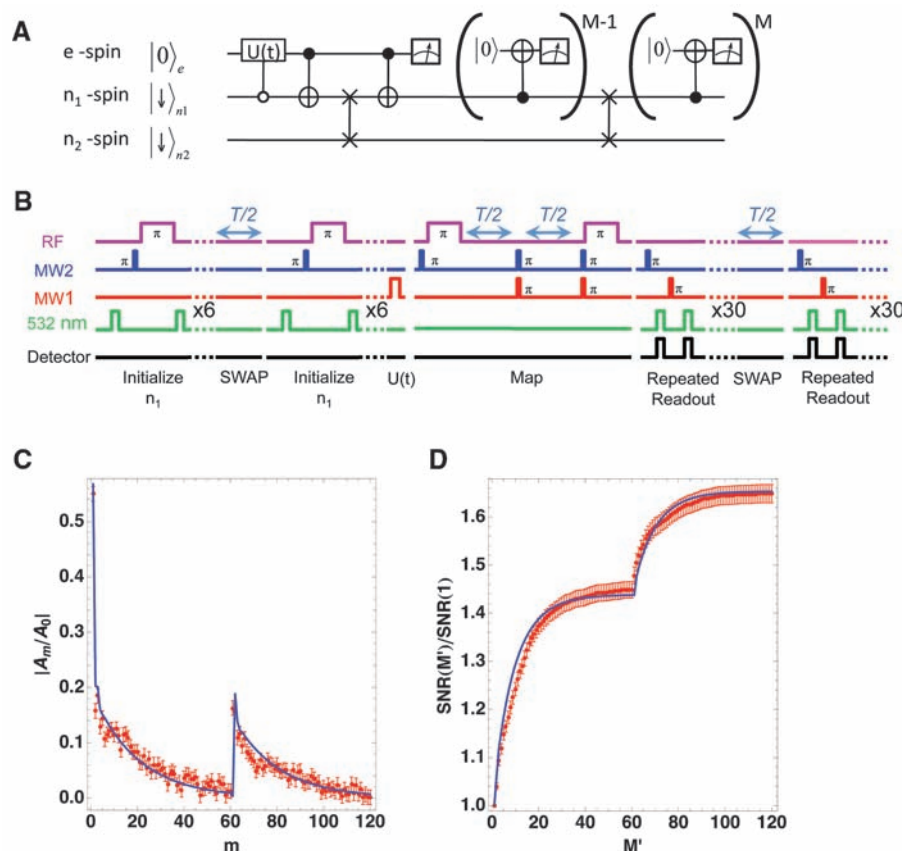 A
e -spin |0⟩e U(t) |0⟩ M-1 |0⟩ M
n1 -spin |↓⟩n1
n2 -spin |↓⟩n2
B
T/2 T/2 T/2 T/2
RF π π π π
MW2 π π π π π π π
MW1 π π π π
x6 x6 x30 x30
532 nm
Detector
Initialize n1 SWAP Initialize n1 U(t) Map Repeated Readout SWAP Repeated Readout
C
|Am/A0|
0.5
0.4
0.3
0.2
0.1
0.0
0 20 40 60 80 100 120
m
D
SNR(M')/SNR(1)
1.6
1.5
1.4
1.3
1.2
1.1
1.0
0 20 40 60 80 100 120
M'